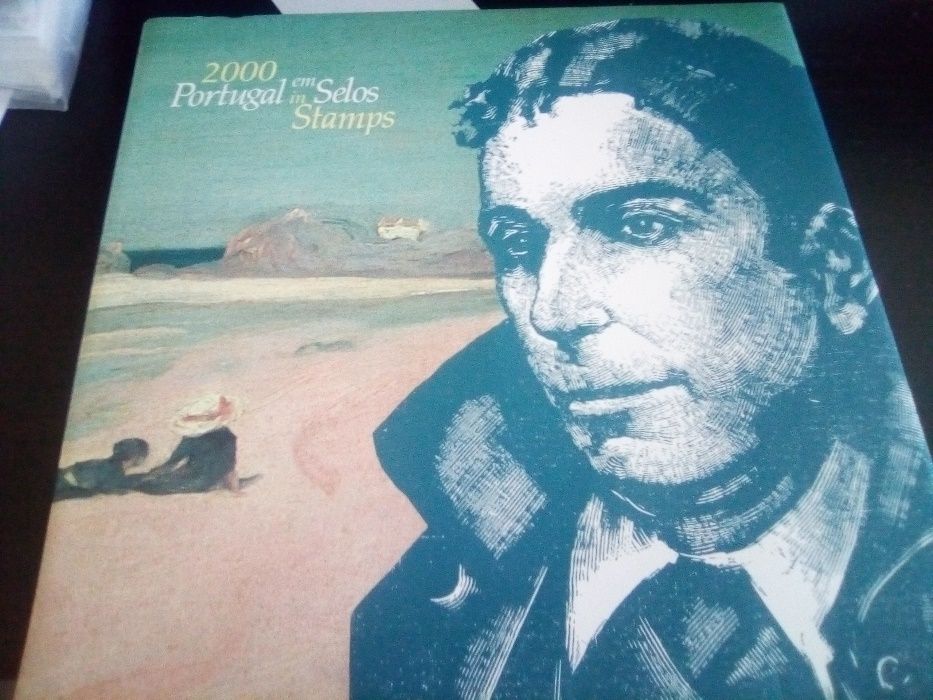 2000
Portugal em Selos
in Stamps
C.